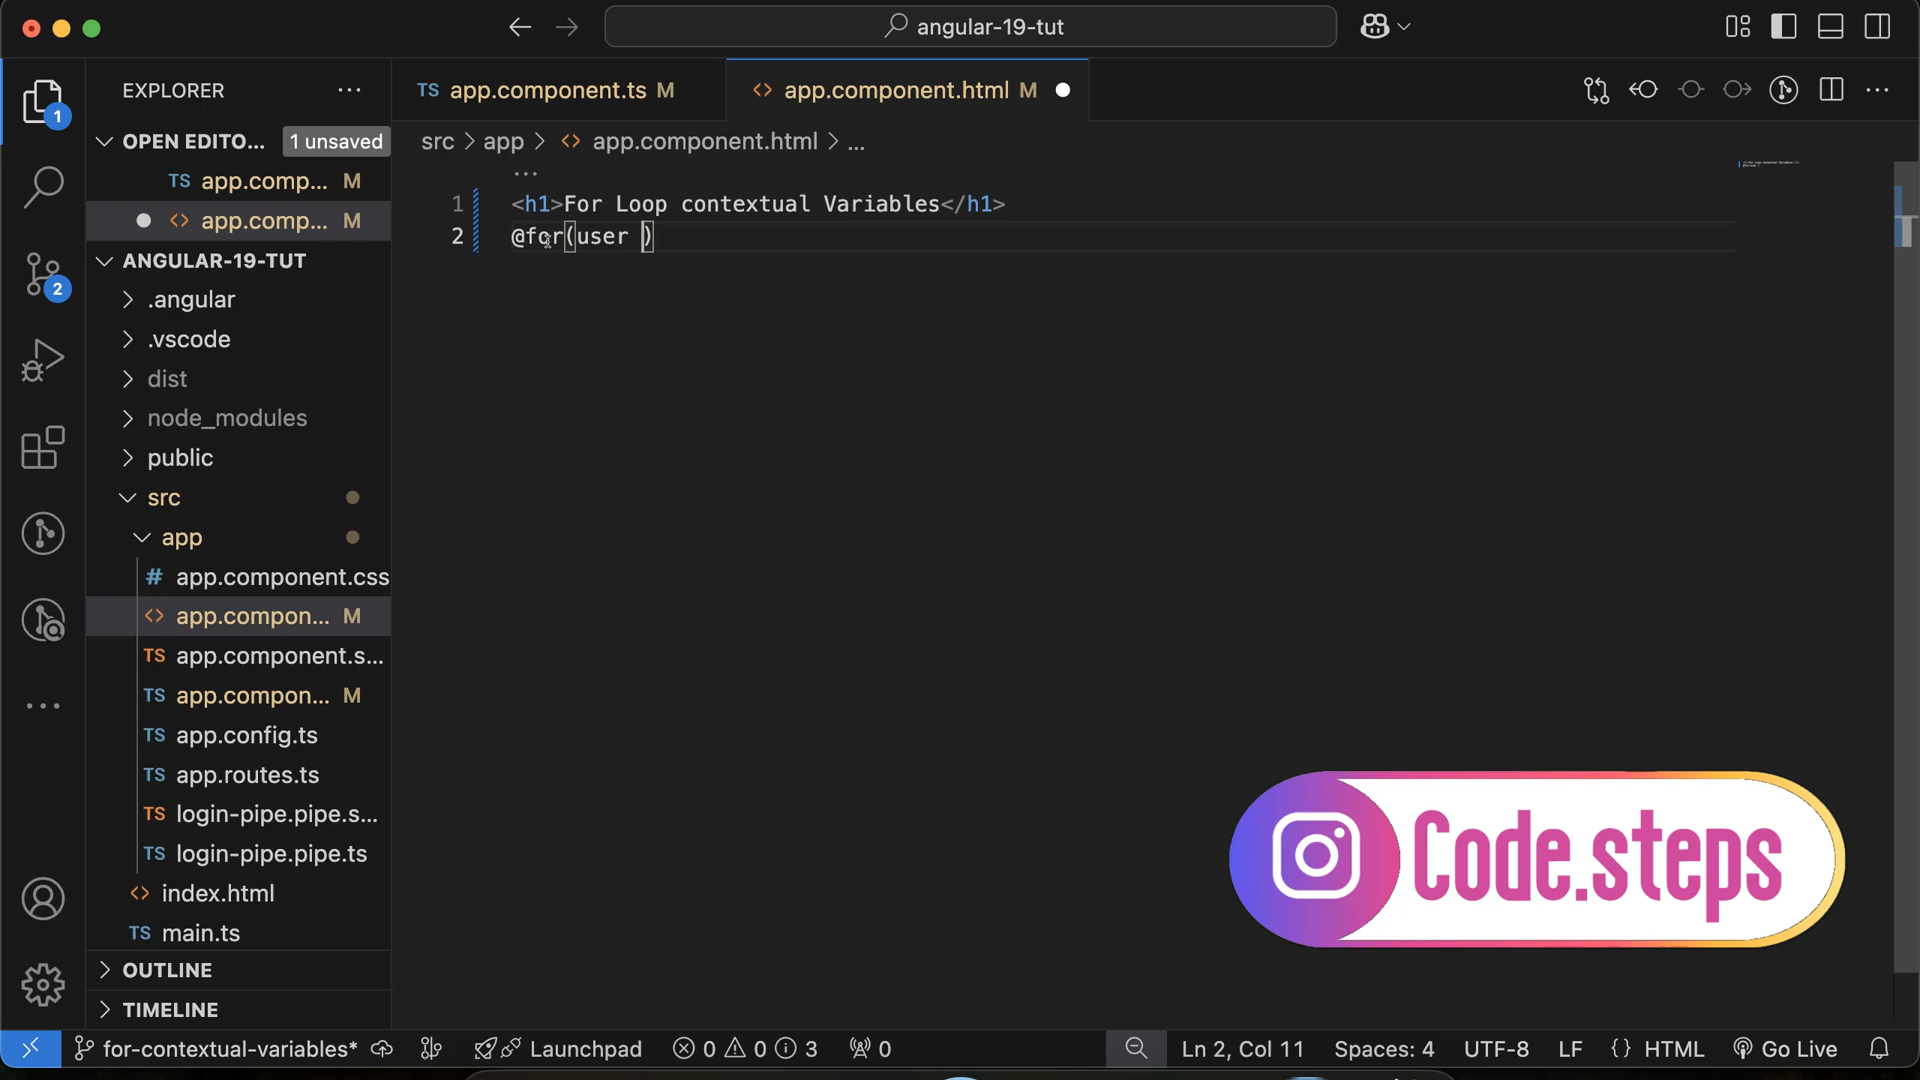 angular-19-tut
EXPLORER
TS app.component.ts M
<> app.component.html M
1
OPEN EDITO... 1 unsaved
src > app > <> app.component.html > ...
TS app.comp... M
<> app.comp... M
1 <h1>For Loop contextual Variables</h1>
2 @for(user )
ANGULAR-19-TUT
.angular
2
.vscode
dist
node_modules
public
src
app
# app.component.css
<> app.compon... M
TS app.component.s...
TS app.compon... M
TS app.config.ts
TS app.routes.ts
TS login-pipe.pipe.s...
TS login-pipe.pipe.ts
<> index.html
TS main.ts
Code.steps
OUTLINE
TIMELINE
for-contextual-variables* Launchpad 0 0 3 0 Ln 2, Col 11 Spaces: 4 UTF-8 LF {} HTML Go Live